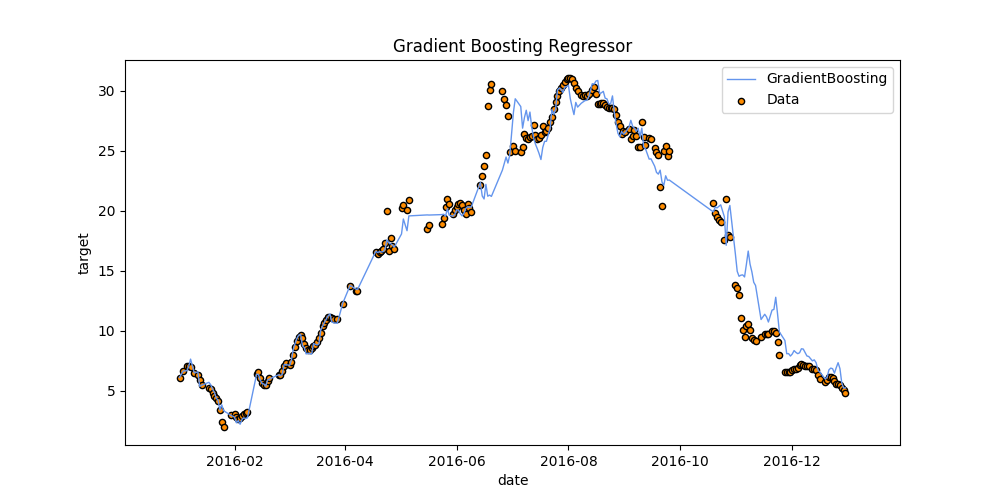 Gradient Boosting Regressor
GradientBoosting
Data
target
30
25
20
15
10
5
2016-02
2016-04
2016-06
2016-08
2016-10
2016-12
date